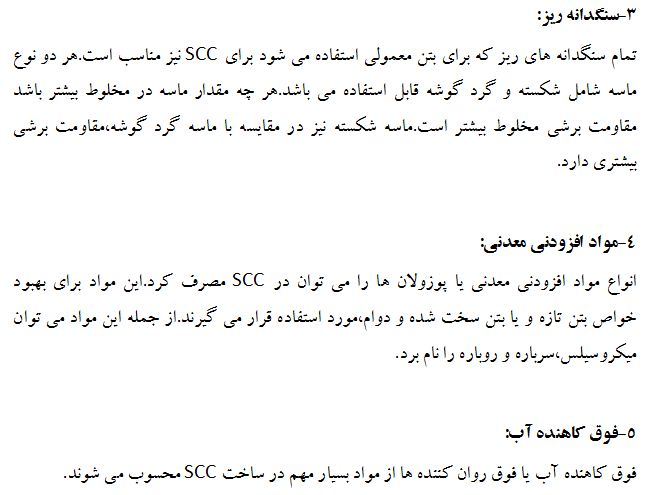 ۳-سنگدانه ریز:
تمام سنگدانه های ریز که برای بتن معمولی استفاده می شود برای SCC نیز مناسب است.هر دو نوع
ماسه شامل شکسته و گرد گوشه قابل استفاده می باشد.هر چه مقدار ماسه در مخلوط بیشتر باشد
مقاومت برشی مخلوط بیشتر است.ماسه شکسته نیز در مقایسه با ماسه گرد گوشه،مقاومت برشی
بیشتری دارد.
٤-مواد افزودنی معدنی:
انواع مواد افزودنی معدنی یا پوزولان ها را می توان در SCC مصرف کرد.این مواد برای بهبود
خواص بتن تازه و یا بتن سخت شده و دوام،مورد استفاده قرار می گیرند.از جمله این مواد می توان
میکروسیلس،سرباره و روباره را نام برد.
٥-فوق کاهنده آب:
فوق کاهنده آب یا فوق روان کننده ها از مواد بسیار مهم در ساخت SCC محسوب می شوند.